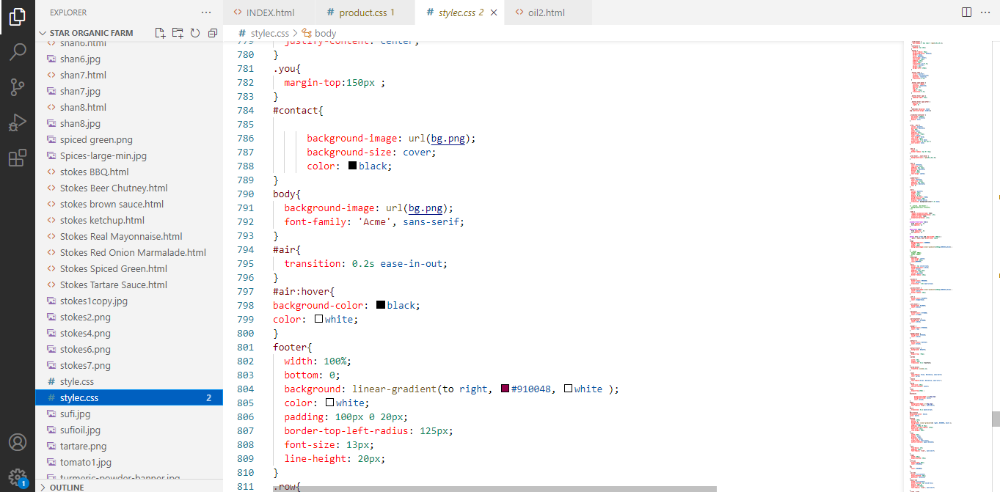 EXPLORER
INDEX.html
# product.css 1
# stylec.css 2
oil2.html
STAR ORGANIC FARM
# stylec.css > body
shan6.html
shan6.jpg
shan7.html
shan7.jpg
shan8.html
shan8.jpg
spiced green.png
Spices-large-min.jpg
stokes BBQ.html
Stokes Beer Chutney.html
stokes brown sauce.html
stokes ketchup.html
Stokes Real Mayonnaise.html
Stokes Red Onion Marmalade.html
Stokes Spiced Green.html
Stokes Tartare Sauce.html
stokes1copy.jpg
stokes2.png
stokes4.png
stokes6.png
stokes7.png
# style.css
# stylec.css 2
sufi.jpg
sufioil.jpg
tartare.png
tomato1.jpg
turmeric-powder-banner.jpg
OUTLINE
1
779 justify-content: center;
780 }
781 .you{
782 margin-top:150px ;
783 }
784 #contact{
785
786 background-image: url(bg.png);
787 background-size: cover;
788 color: black;
789 }
790 body{
791 background-image: url(bg.png);
792 font-family: 'Acme', sans-serif;
793 }
794 #air{
795 transition: 0.2s ease-in-out;
796 }
797 #air:hover{
798 background-color: black;
799 color: white;
800 }
801 footer{
802 width: 100%;
803 bottom: 0;
804 background: linear-gradient(to right, #910048, white );
805 color: white;
806 padding: 100px 0 20px;
807 border-top-left-radius: 125px;
808 font-size: 13px;
809 line-height: 20px;
810 }
811 .row{